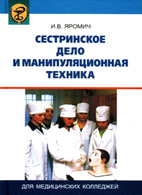 И.В. ЯРОМИЧ
СЕСТРИНСКОЕ
ДЕЛО
И МАНИПУЛЯЦИОННАЯ
ТЕХНИКА
ДЛЯ МЕДИЦИНСКИХ КОЛЛЕДЖЕЙ